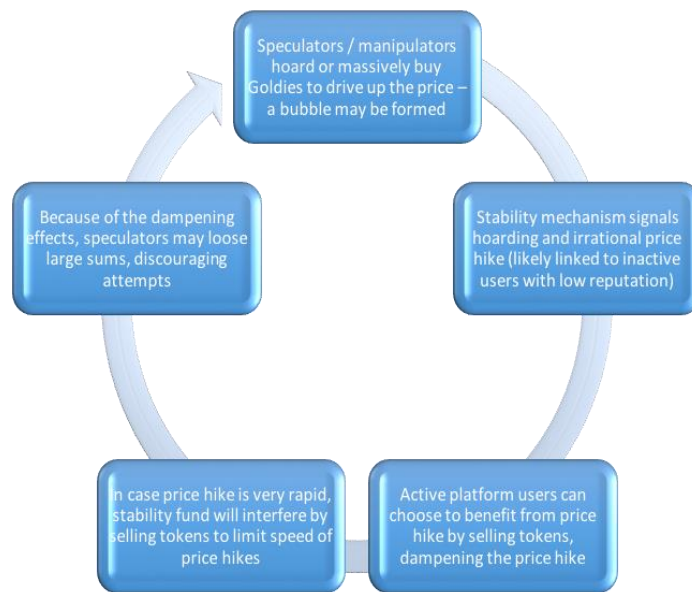 Speculators / manipulators
hoard or massively buy
Goldies to drive up the price –
a bubble may be formed
Stability mechanism signals
hoarding and irrational price
hike (likely linked to inactive
users with low reputation)
Active platform users can
choose to benefit from price
hike by selling tokens,
dampening the price hike
In case price hike is very rapid,
stability fund will interfere by
selling tokens to limit speed of
price hikes
Because of the dampening
effects, speculators may loose
large sums, discouraging
attempts